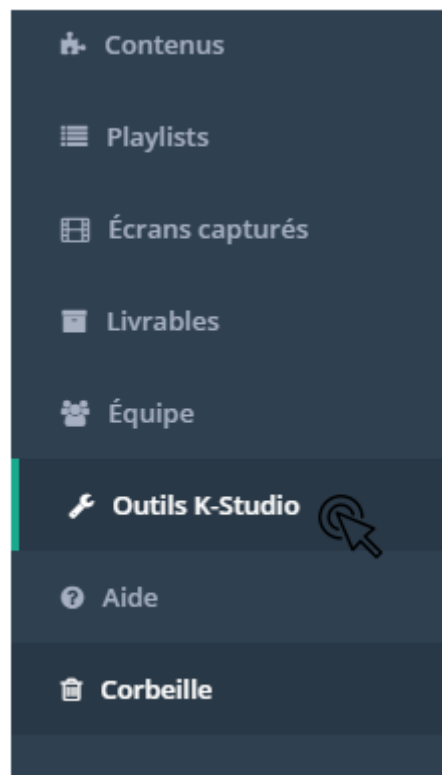 Contenus
Playlists
Écrans capturés
Livrables
Équipe
Outils K-Studio
Aide
Corbeille